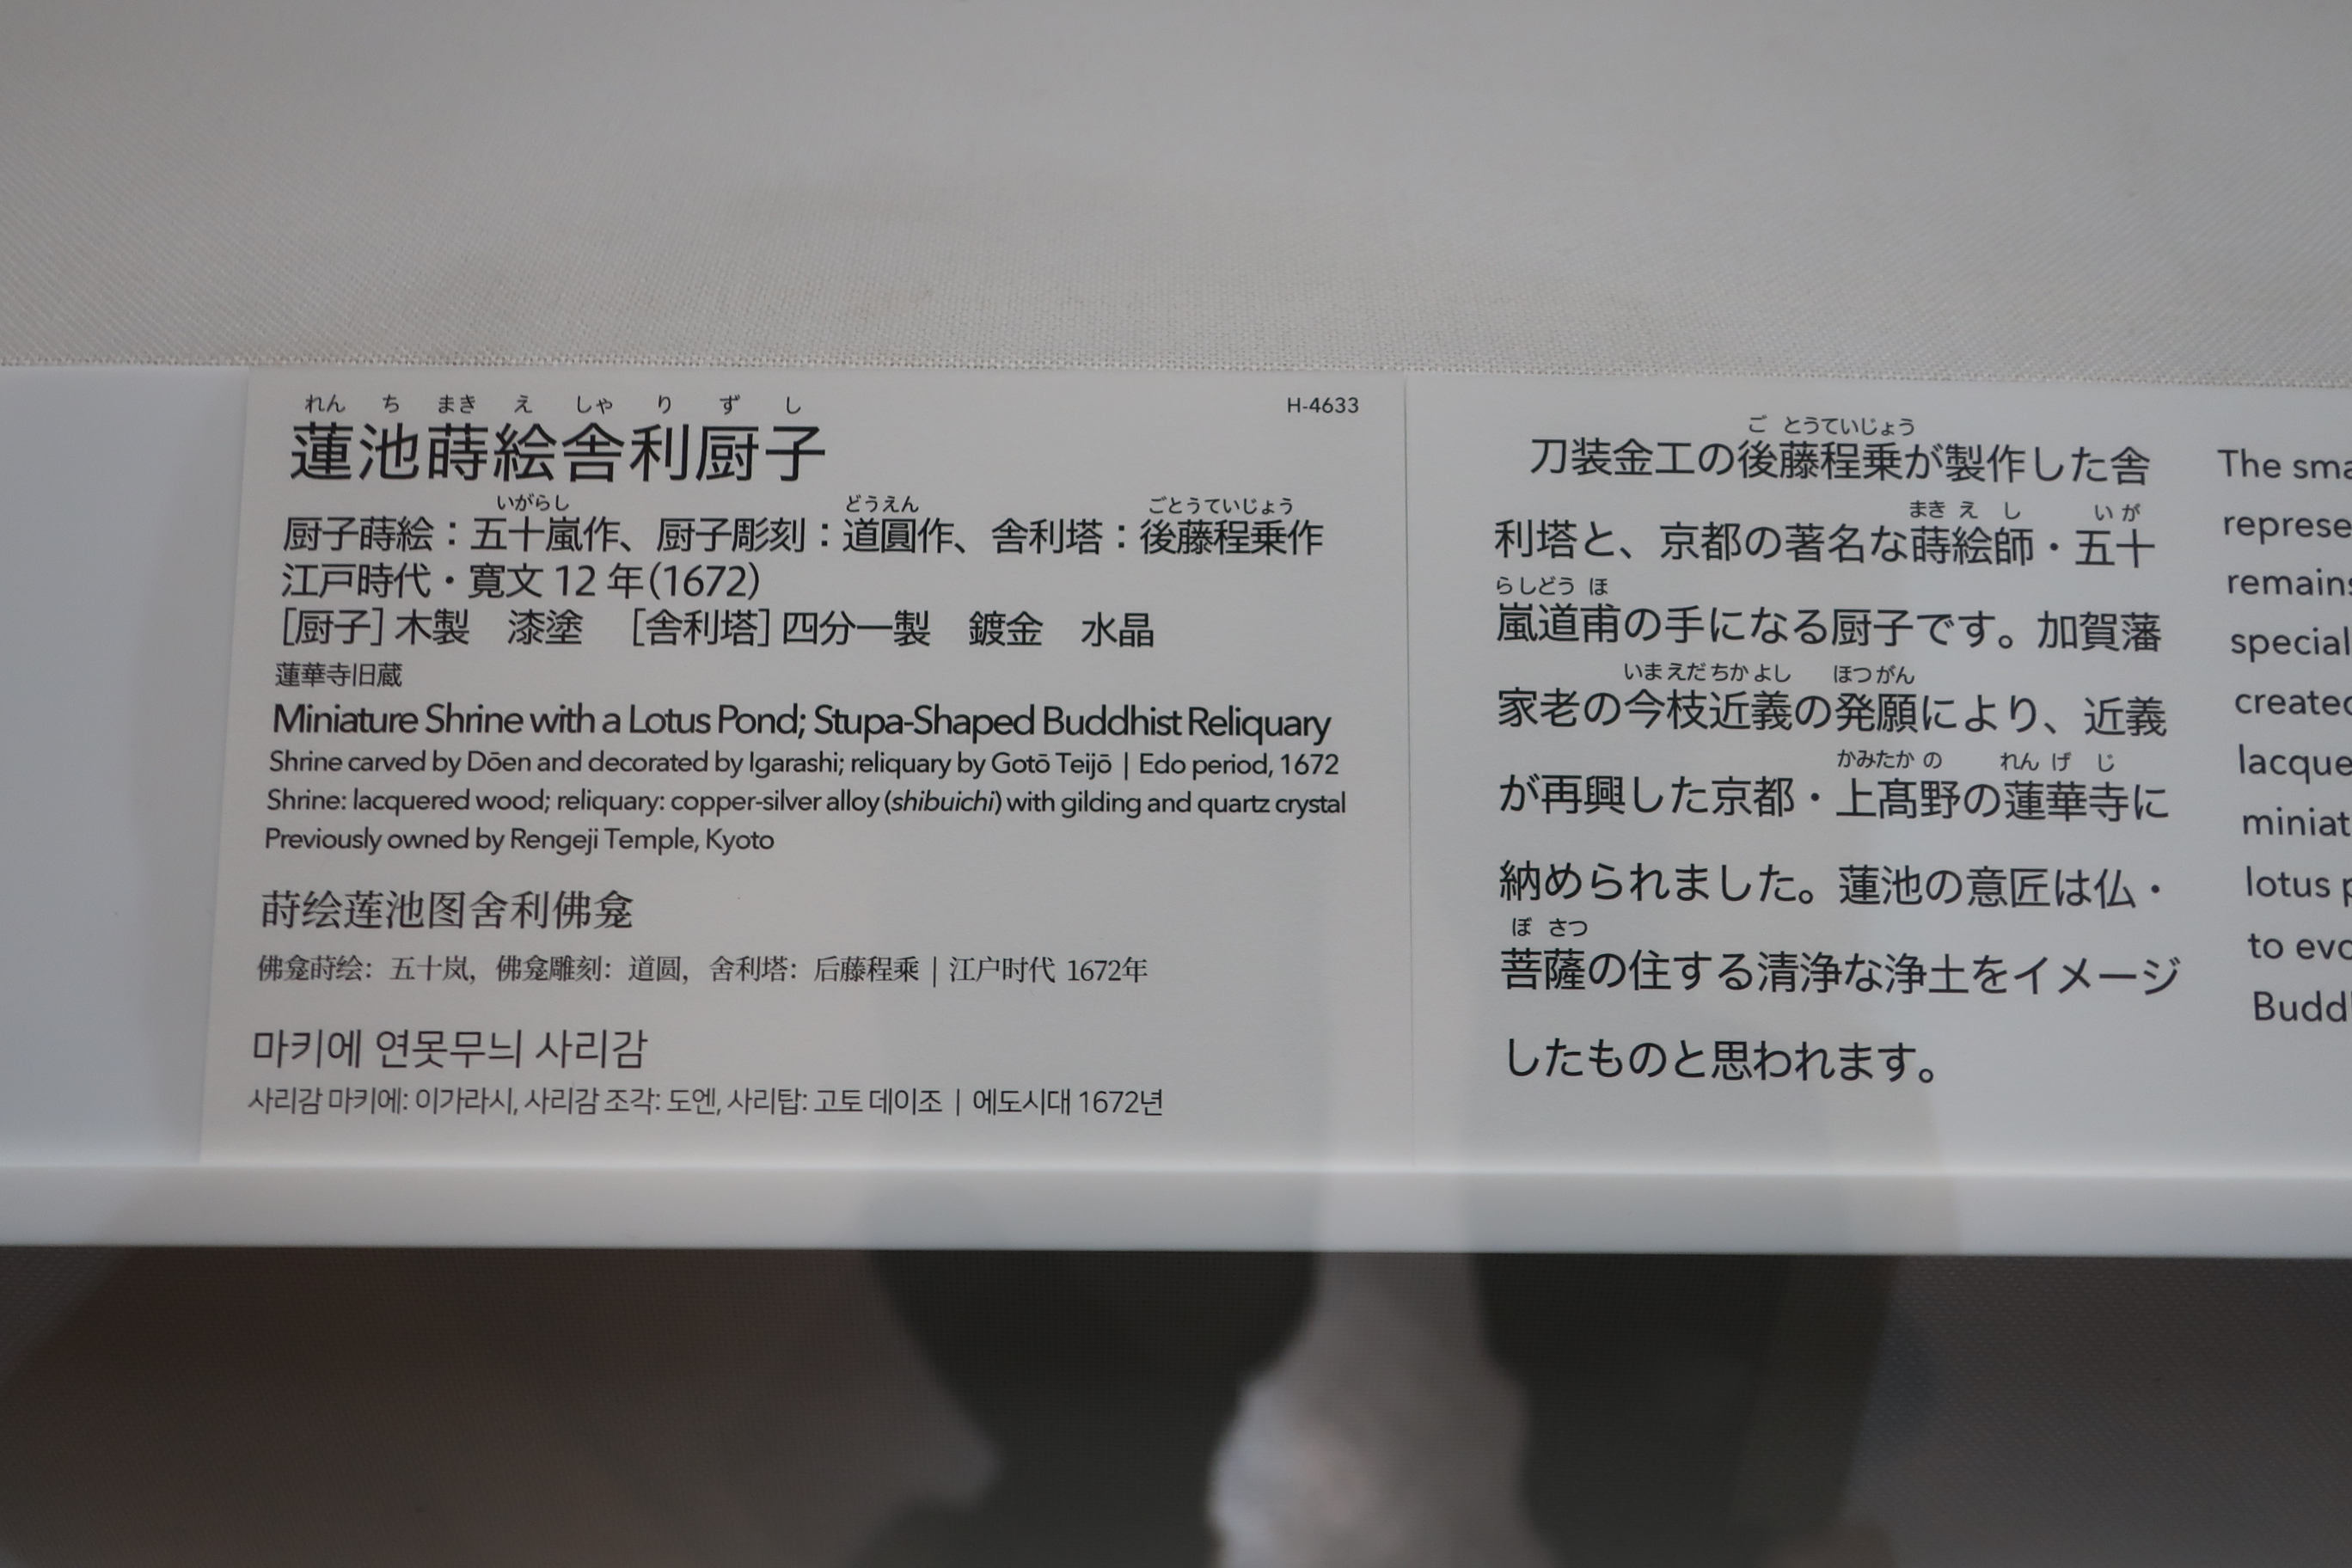 れん ち まき え しゃ り ず し
蓮池蒔絵舎利厨子
H-4633
いがらし どうえん ごとうていじょう
厨子蒔絵：五十嵐作、厨子彫刻：道圓作、舎利塔：後藤程乗作
江戸時代・寛文 12 年（1672）
［厨子］木製　漆塗　［舎利塔］四分一製　鍍金　水晶
蓮華寺旧蔵
Miniature Shrine with a Lotus Pond; Stupa-Shaped Buddhist Reliquary
Shrine carved by Dōen and decorated by Igarashi; reliquary by Gotō Teijō | Edo period, 1672
Shrine: lacquered wood; reliquary: copper-silver alloy (shibuichi) with gilding and quartz crystal
Previously owned by Rengeji Temple, Kyoto
莳绘莲池图舍利佛龛
佛龛莳绘：五十岚，佛龛雕刻：道圆，舍利塔：后藤程乘 | 江户时代 1672年
마키에 연못무늬 사리감
사리감 마키에: 이가라시, 사리감 조각: 도엔, 사리탑: 고토 데이조 | 에도시대 1672년
ご とうていじょう
刀装金工の後藤程乗が製作した舎
まき え し いが
利塔と、京都の著名な蒔絵師・五十
らしどう ほ
嵐道甫の手になる厨子です。加賀藩
いまえだちかよし ほつがん
家老の今枝近義の発願により、近義
かみたか の れん げ じ
が再興した京都・上髙野の蓮華寺に
納められました。蓮池の意匠は仏・
ぼ さつ
菩薩の住する清浄な浄土をイメージ
したものと思われます。
The sma
represe
remains
special
created
lacque
miniat
lotus p
to evo
Budd